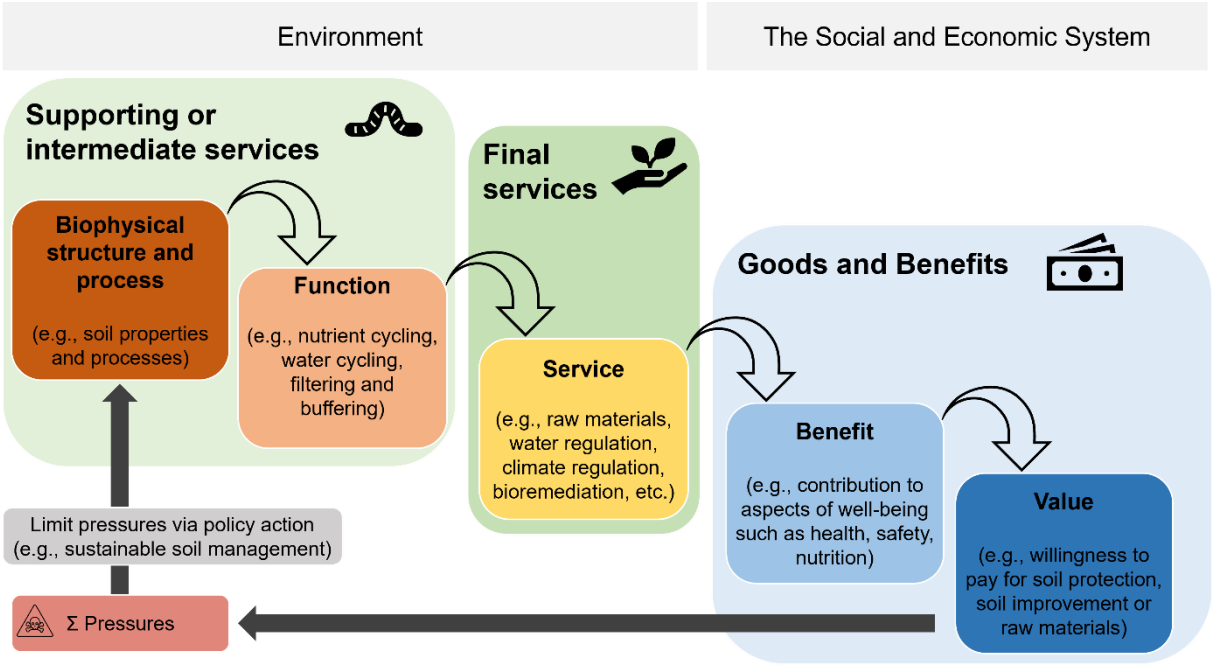 Environment
The Social and Economic System
Supporting or
intermediate services
Biophysical
structure and
process
(e.g., soil properties
and processes)
Function
(e.g., nutrient cycling,
water cycling,
filtering and
buffering)
Final
services
Service
(e.g., raw materials,
water regulation,
climate regulation,
bioremediation, etc.)
Goods and Benefits
Benefit
(e.g., contribution to
aspects of well-being
such as health, safety,
nutrition)
Value
(e.g., willingness to
pay for soil protection,
soil improvement or
raw materials)
Limit pressures via policy action
(e.g., sustainable soil management)
Σ Pressures